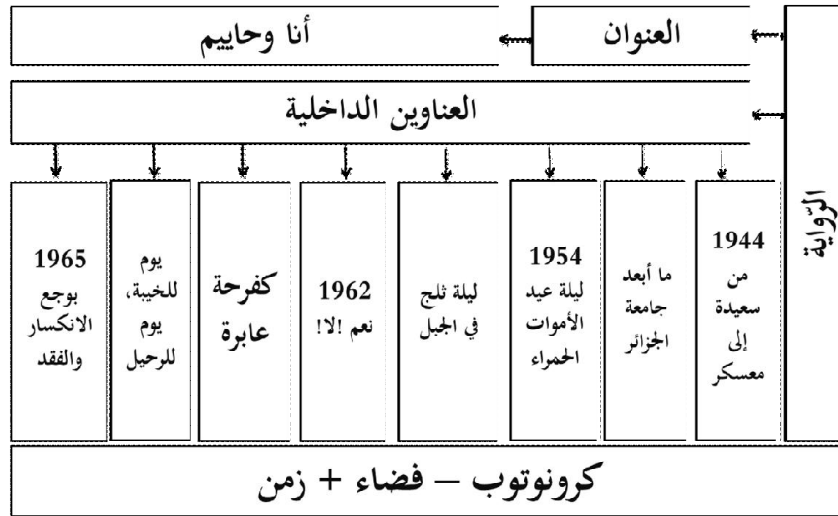 الرّواية
العنوان
أنا وحاييم
العناوين الداخلية
1944
من
سعيدة
إلى
معسكر
ما أبعد
جامعة
الجزائر
1954
ليلة عيد
الأموات
الحمراء
ليلة ثلج
في الجبل
1962
نعم !لا!
كفرحة
عابرة
يوم
للخيبة،
يوم
للرحيل
1965
بوجع
الانكسار
والفقد
كرونوتوب – فضاء + زمن